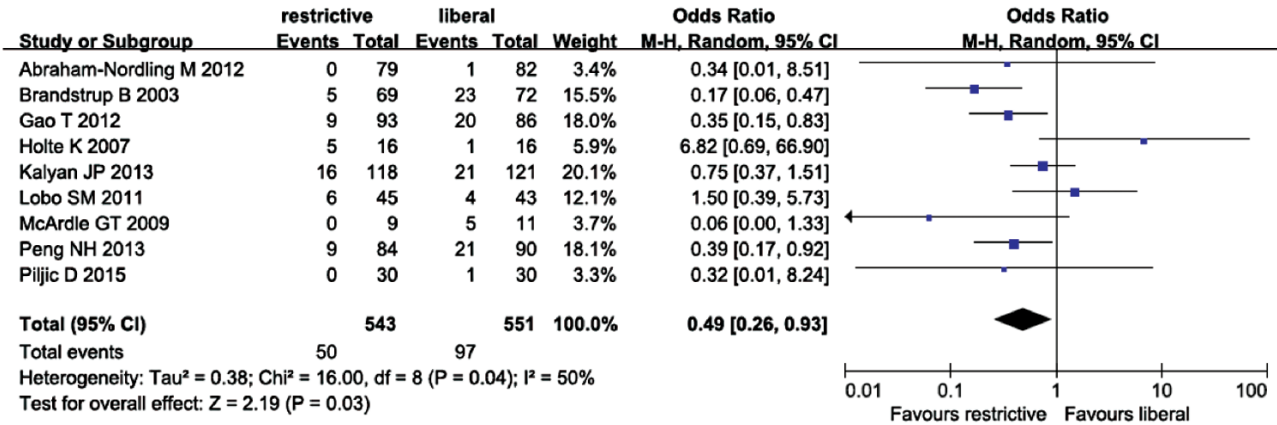 restrictive liberal Odds Ratio Odds Ratio
Study or Subgroup Events Total Events Total Weight M-H, Random, 95% CI M-H, Random, 95% CI
Abraham-Nordling M 2012 0 79 1 82 3.4% 0.34 [0.01, 8.51]
Brandstrup B 2003 5 69 23 72 15.5% 0.17 [0.06, 0.47]
Gao T 2012 9 93 20 86 18.0% 0.35 [0.15, 0.83]
Holte K 2007 5 16 1 16 5.9% 6.82 [0.69, 66.90]
Kalyan JP 2013 16 118 21 121 20.1% 0.75 [0.37, 1.51]
Lobo SM 2011 6 45 4 43 12.1% 1.50 [0.39, 5.73]
McArdle GT 2009 0 9 5 11 3.7% 0.06 [0.00, 1.33]
Peng NH 2013 9 84 21 90 18.1% 0.39 [0.17, 0.92]
Piljic D 2015 0 30 1 30 3.3% 0.32 [0.01, 8.24]
Total (95% CI) 543 551 100.0% 0.49 [0.26, 0.93]
Total events 50 97
Heterogeneity: Tau² = 0.38; Chi² = 16.00, df = 8 (P = 0.04); I² = 50%
Test for overall effect: Z = 2.19 (P = 0.03)
0.01 0.1 1 10 100
Favours restrictive Favours liberal